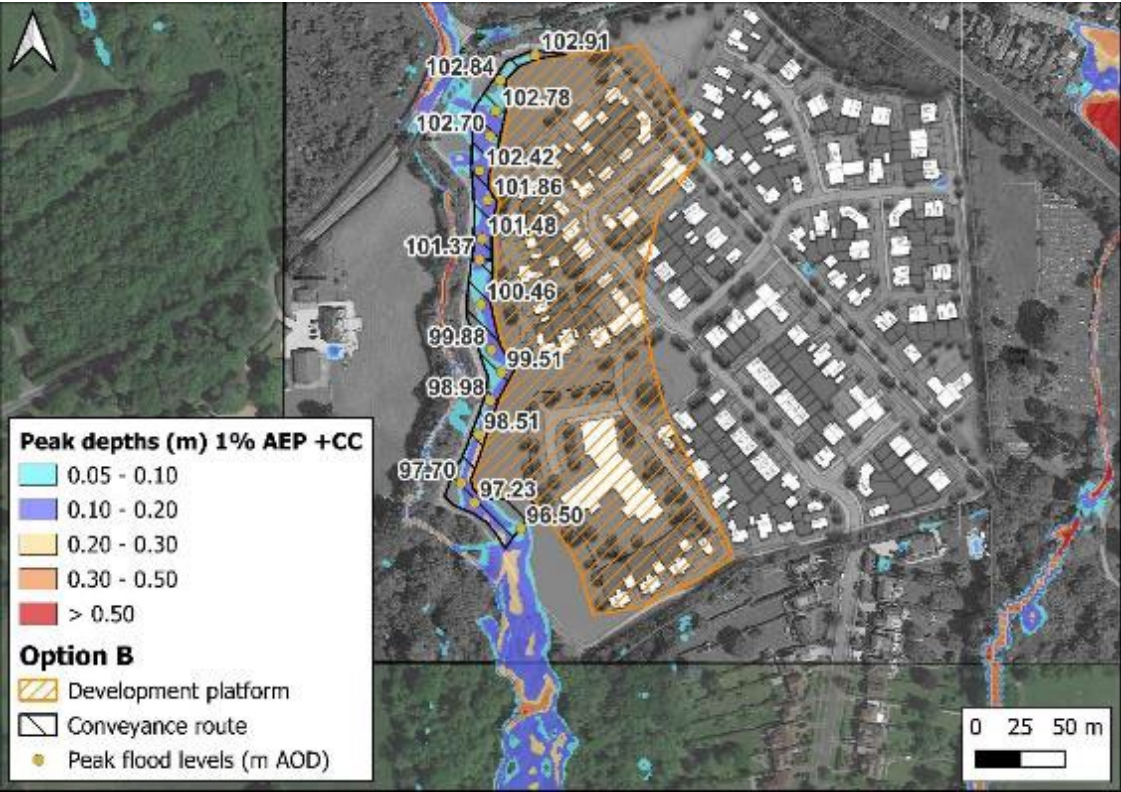 102.91
102.84
102.78
102.70
102.42
101.86
101.48
101.37
100.46
99.88
99.51
98.98
98.51
97.70
97.23
96.50
Peak depths (m) 1% AEP +CC
0.05 - 0.10
0.10 - 0.20
0.20 - 0.30
0.30 - 0.50
> 0.50
Option B
Development platform
Conveyance route
Peak flood levels (m AOD)
0 25 50 m